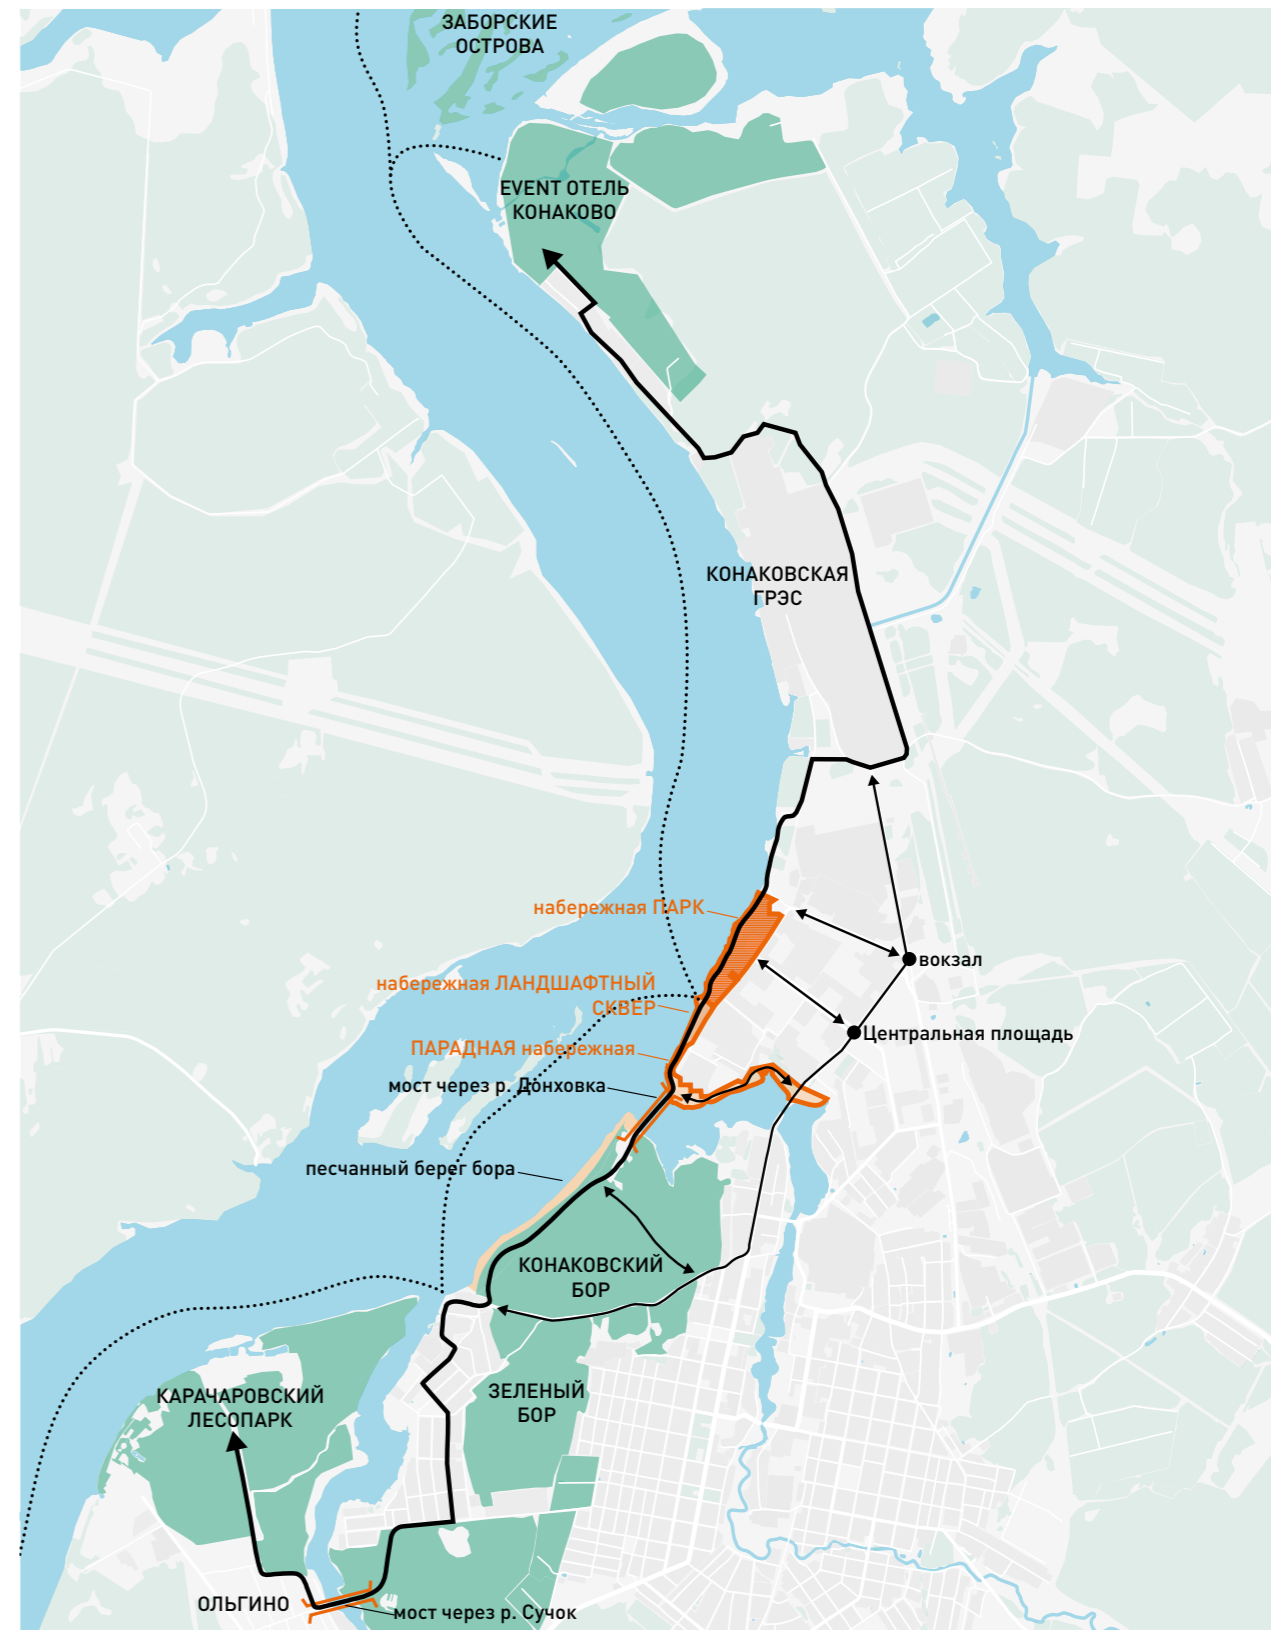 ЗАБОРСКИЕ
ОСТРОВА
EVENT ОТЕЛЬ
КОНАКОВО
КОНАКОВСКАЯ
ГРЭС
набережная ПАРК
вокзал
набережная ЛАНДШАФТНЫЙ
СКВЕР
Центральная площадь
ПАРАДНАЯ набережная
мост через р. Донховка
песчанный берег бора
КОНАКОВСКИЙ
БОР
КАРАЧАРОВСКИЙ
ЛЕСОПАРК
ЗЕЛЕНЫЙ
БОР
ОЛЬГИНО
мост через р. Сучок